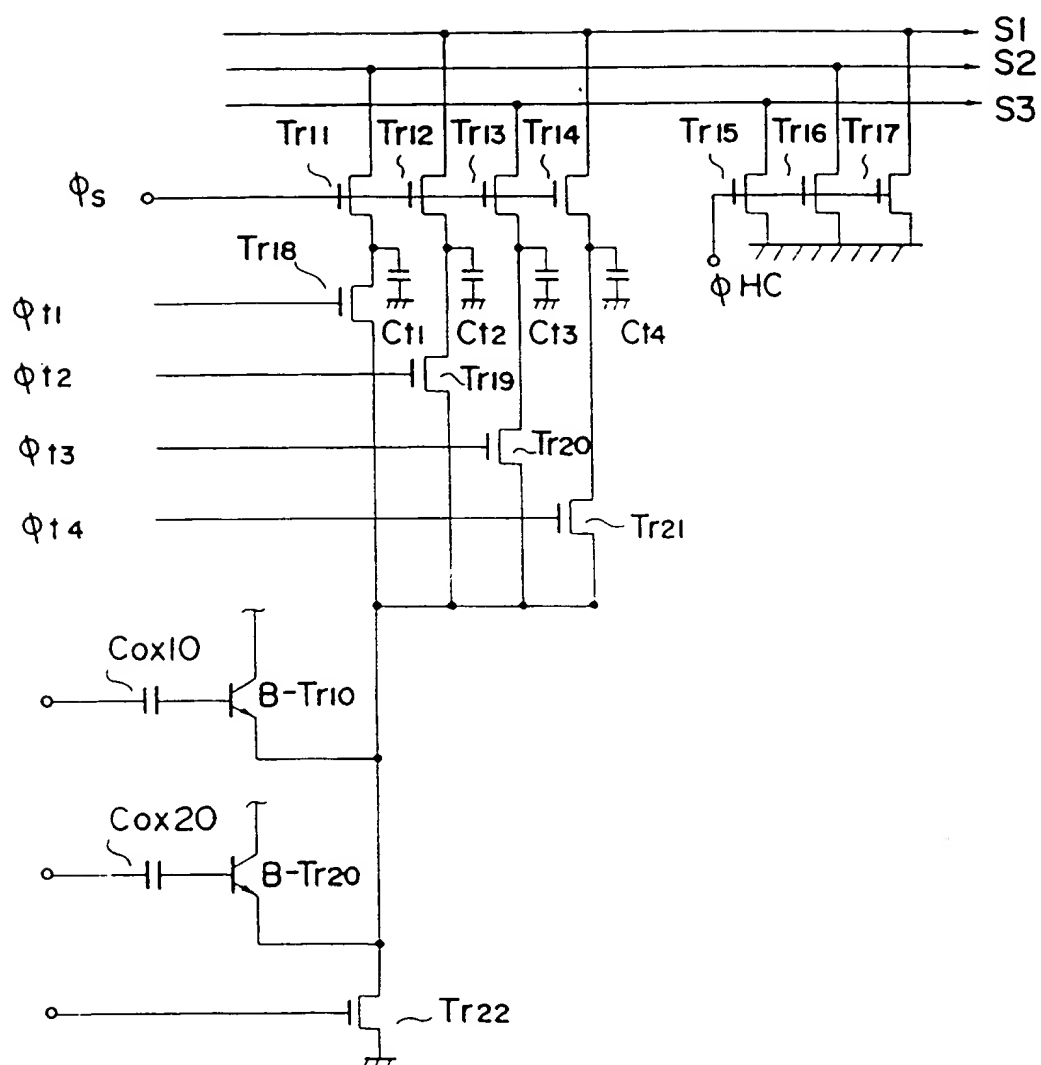 S1
S2
S3
Tr11
Tr12
Tr13
Tr14
Tr15
Tr16
Tr17
ϕS
Tr18
ϕHC
ϕt1
Ct1
Ct2
Ct3
Ct4
ϕt2
Tr19
ϕt3
Tr20
ϕt4
Tr21
Cox10
B-Tr10
Cox20
B-Tr20
Tr22